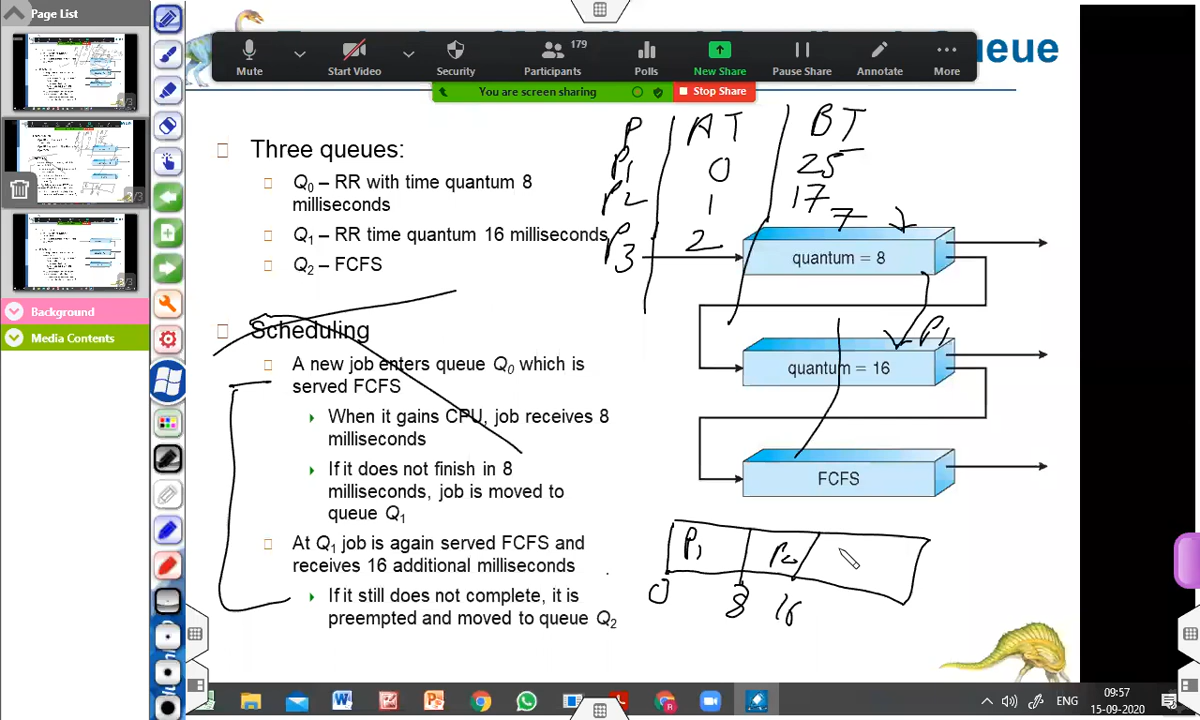 Page List
Mute
Start Video
Security
179
Participants
Polls
New Share
Pause Share
Annotate
More
ueue
You are screen sharing
Stop Share
Three queues:
Q0 – RR with time quantum 8
milliseconds
Q1 – RR time quantum 16 milliseconds
Q2 – FCFS
P AT BT
P1 0 25
P2 1 17
P3 2 7
quantum = 8
P1
quantum = 16
FCFS
Background
Media Contents
Scheduling
A new job enters queue Q0 which is
served FCFS
When it gains CPU, job receives 8
milliseconds
If it does not finish in 8
milliseconds, job is moved to
queue Q1
At Q1 job is again served FCFS and
receives 16 additional milliseconds
If it still does not complete, it is
preempted and moved to queue Q2
P1 P2
0 8 16
ENG
09:57
15-09-2020